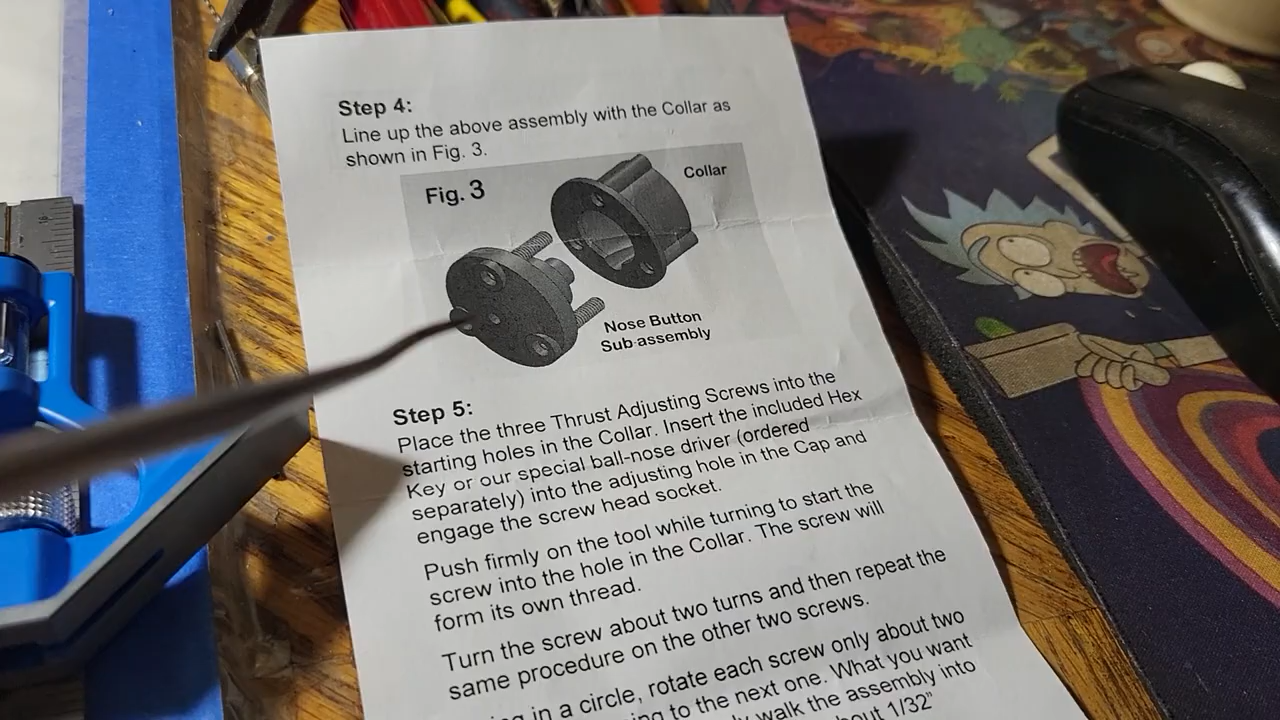 Step 4:
Line up the above assembly with the Collar as
shown in Fig. 3.
Fig. 3
Collar
Nose Button
Sub assembly
Step 5:
Place the three Thrust Adjusting Screws into the
starting holes in the Collar. Insert the included Hex
Key or our special ball-nose driver (ordered
separately) into the adjusting hole in the Cap and
engage the screw head socket.
Push firmly on the tool while turning to start the
screw into the hole in the Collar. The screw will
form its own thread.
Turn the screw about two turns and then repeat the
same procedure on the other two screws.
in a circle, rotate each screw only about two
to the next one. What you want
walk the assembly into
1/32"